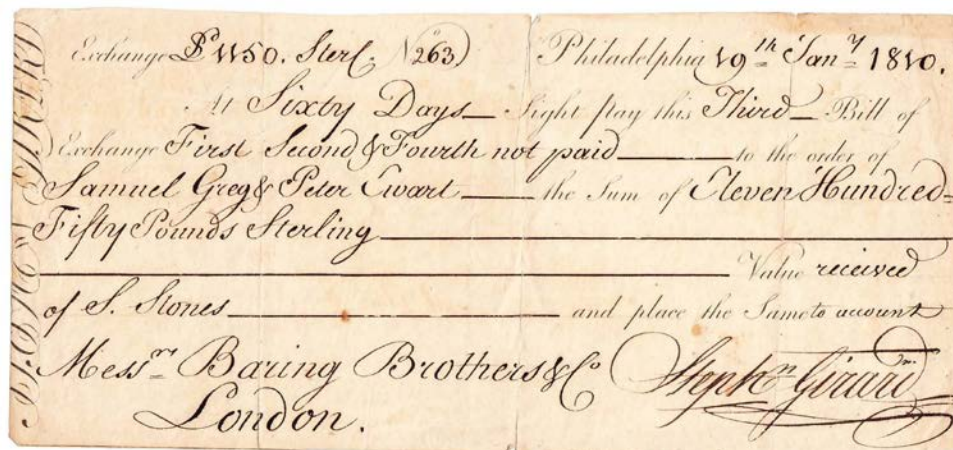 Exchange £1150. Sterl. No 263) Philadelphia 19th Jany 1810.
At Sixty Days Sight pay this Third Bill of
Exchange First Second & Fourth not paid to the order of
Samuel Greg & Peter Ewart the Sum of Eleven Hundred
Fifty Pounds Sterling
Value received
of S. Stones and place the Same to account
Messrs Baring Brothers & Co Stephn Girard
London.